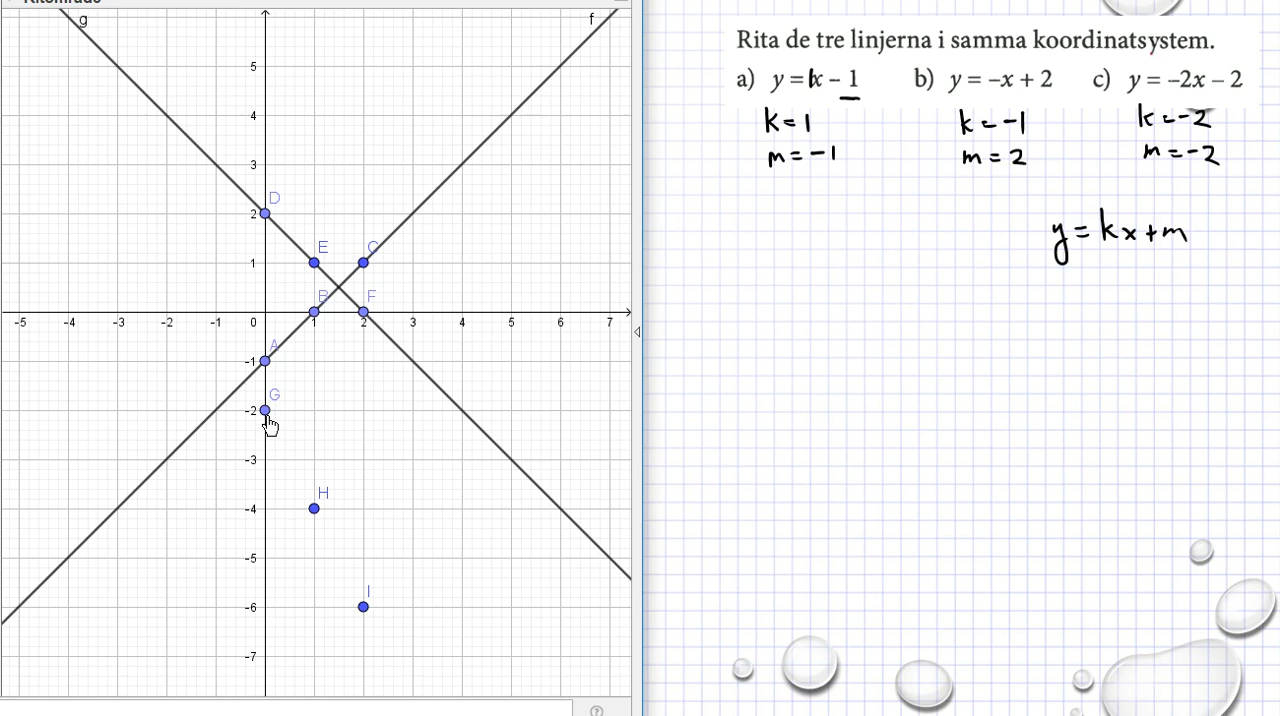 Ritområde
g
f
5
4
3
2
1
-1
-2
-3
-4
-5
-6
-7
-5 -4 -3 -2 -1 0 1 2 3 4 5 6 7
D
E
C
B
F
A
G
H
I
Rita de tre linjerna i samma koordinatsystem.
a) y = x − 1 b) y = −x + 2 c) y = −2x − 2
k = 1 k = -1 k = -2
m = -1 m = 2 m = -2
y = kx + m